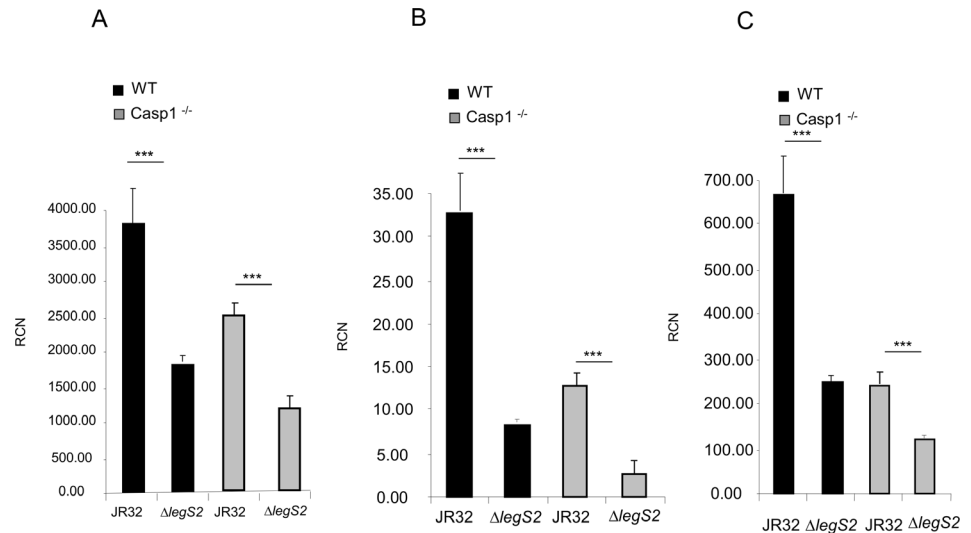 A
WT
Casp1 -/-
***
4000.00
3500.00
3000.00
2500.00
2000.00
1500.00
1000.00
500.00
0.00
RCN
***
JR32 ΔlegS2 JR32 ΔlegS2
B
WT
Casp1 -/-
***
35.00
30.00
25.00
20.00
15.00
10.00
5.00
0.00
RCN
***
JR32 ΔlegS2 JR32 ΔlegS2
C
WT
Casp1 -/-
***
700.00
600.00
500.00
400.00
300.00
200.00
100.00
0.00
RCN
***
JR32 ΔlegS2 JR32 ΔlegS2